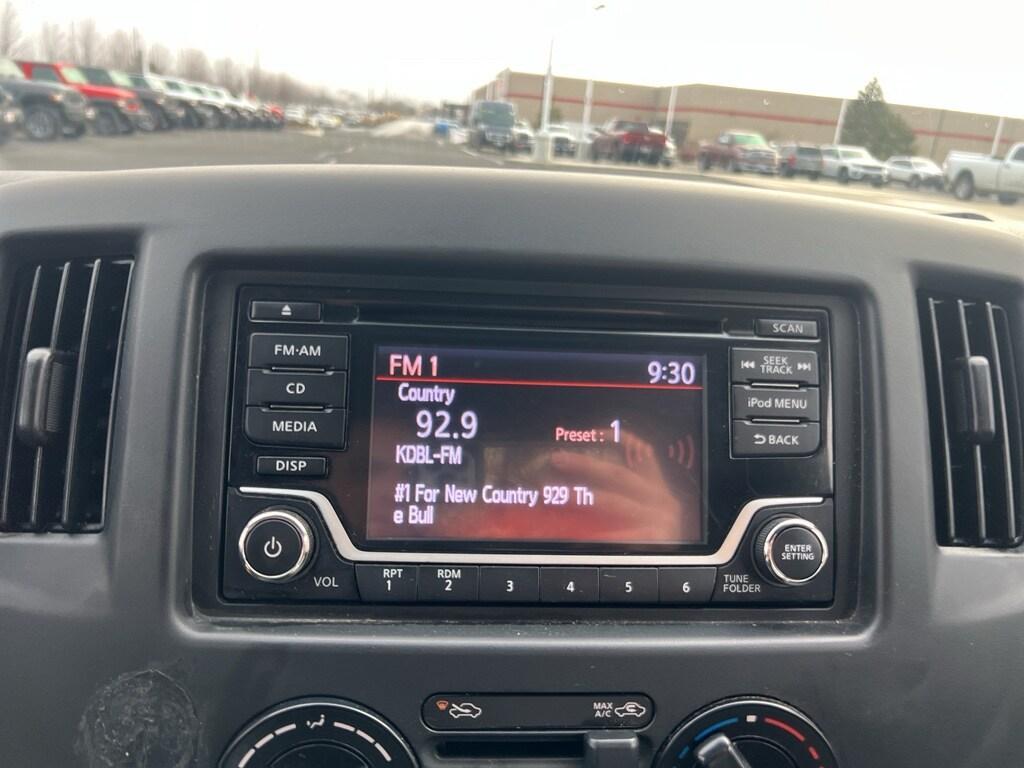 SCAN
FM·AM
CD
MEDIA
DISP
FM 1 9:30
Country
92.9
Preset : 1
KDBL-FM
#1 For New Country 929 Th
e Bull
SEEK
TRACK
iPod MENU
BACK
VOL
RPT
1
RDM
2
3
4
5
6
TUNE
FOLDER
ENTER
SETTING
MAX
A/C